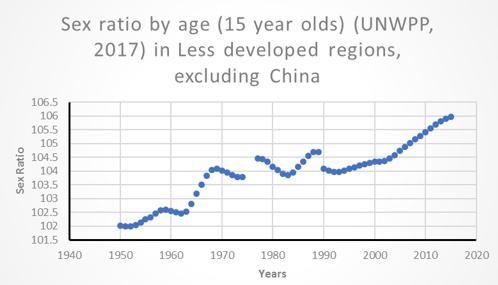 Sex ratio by age (15 year olds) (UNWPP,
2017) in Less developed regions,
excluding China
106.5
106
105.5
105
104.5
104
103.5
103
102.5
102
101.5
Sex Ratio
1940 1950 1960 1970 1980 1990 2000 2010 2020
Years